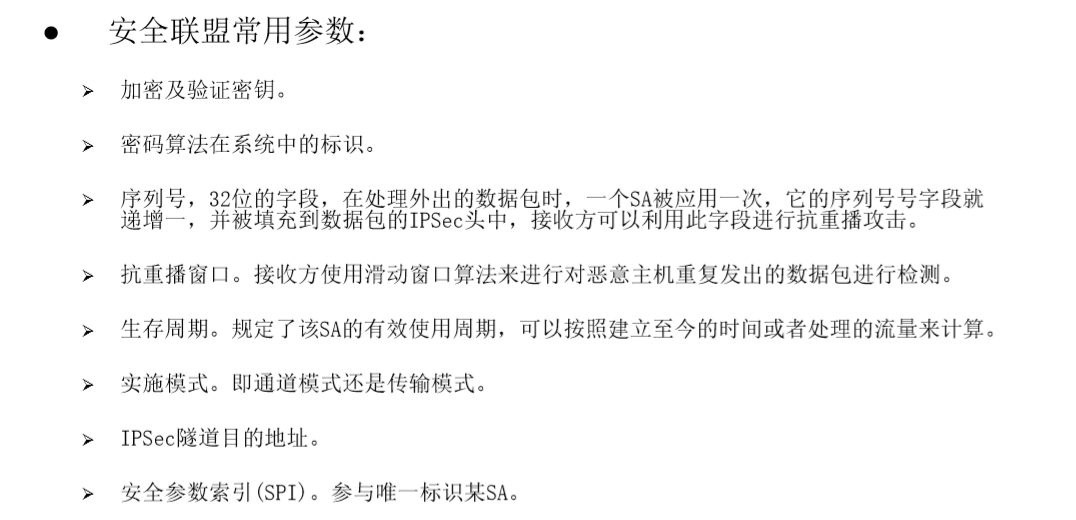 ● 安全联盟常用参数：
➢ 加密及验证密钥。
➢ 密码算法在系统中的标识。
➢ 序列号，32位的字段，在处理外出的数据包时，一个SA被应用一次，它的序列号号字段就
递增一，并被填充到数据包的IPSec头中，接收方可以利用此字段进行抗重播攻击。
➢ 抗重播窗口。接收方使用滑动窗口算法来进行对恶意主机重复发出的数据包进行检测。
➢ 生存周期。规定了该SA的有效使用周期，可以按照建立至今的时间或者处理的流量来计算。
➢ 实施模式。即通道模式还是传输模式。
➢ IPSec隧道目的地址。
➢ 安全参数索引(SPI)。参与唯一标识某SA。